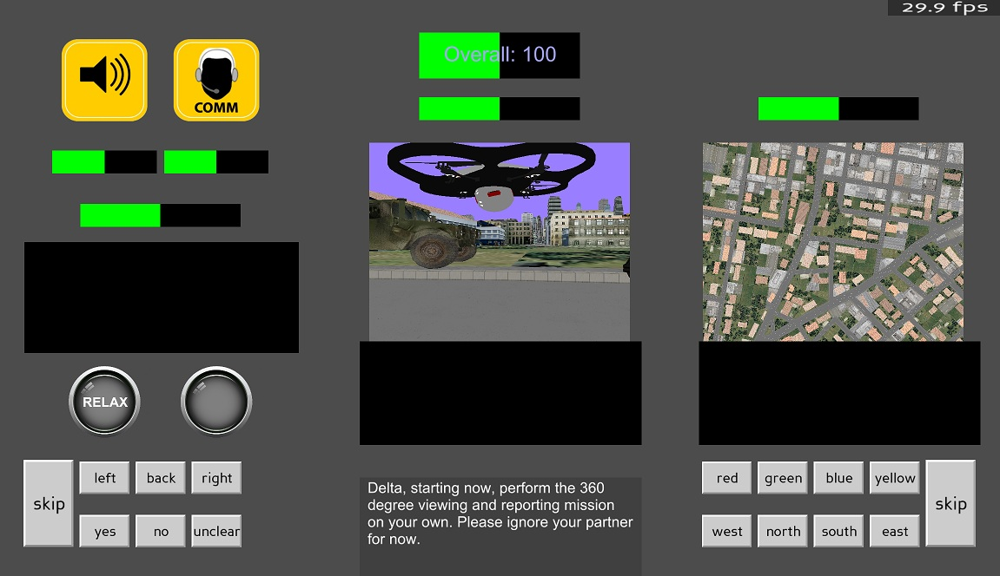 29.9 fps
Overall: 100
COMM
RELAX
skip
left
back
right
yes
no
unclear
Delta, starting now, perform the 360
degree viewing and reporting mission
on your own. Please ignore your partner
for now.
red
green
blue
yellow
west
north
south
east
skip